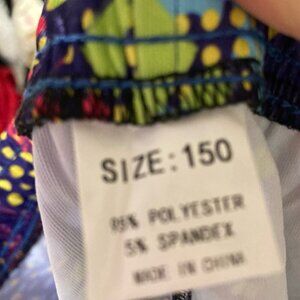 SIZE: 150
95% POLYESTER
5% SPANDEX
MADE IN CHINA